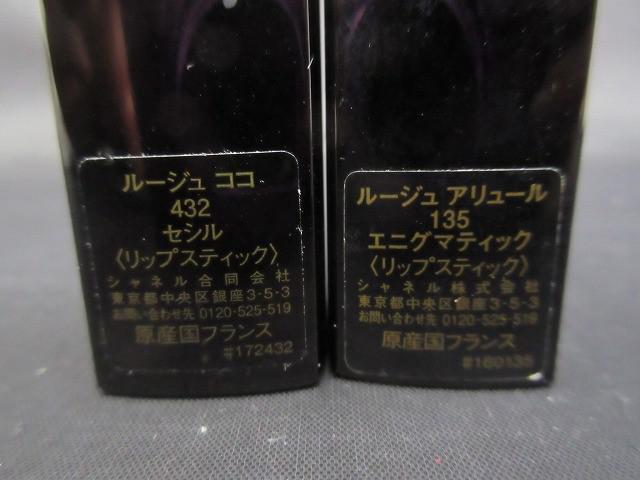 ルージュ ココ
432
セシル
〈リップスティック〉
シャネル合同会社
東京都中央区銀座3-5-3
お問い合わせ先 0120-525-519
原産国フランス
#172432
ルージュ アリュール
135
エニグマティック
〈リップスティック〉
シャネル株式会社
東京都中央区銀座3-5-3
お問い合わせ先 0120-525-519
原産国フランス
#160135